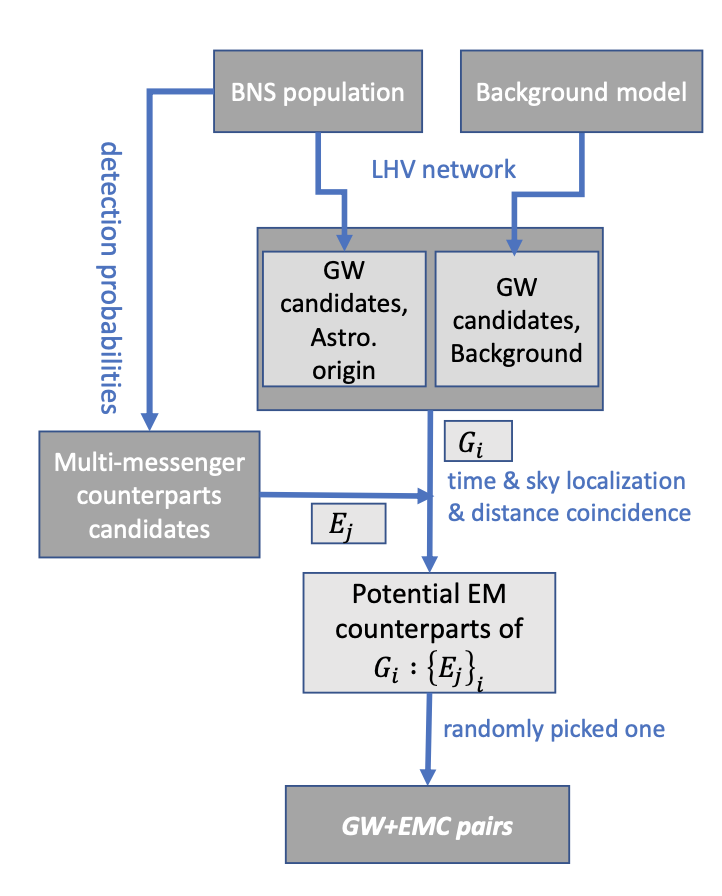 BNS population
Background model
LHV network
detection probabilities
GW
candidates,
Astro.
origin
GW
candidates,
Background
G_i
Multi-messenger
counterparts
candidates
time & sky localization
& distance coincidence
E_j
Potential EM
counterparts of
G_i : {E_j}_i
randomly picked one
GW+EMC pairs